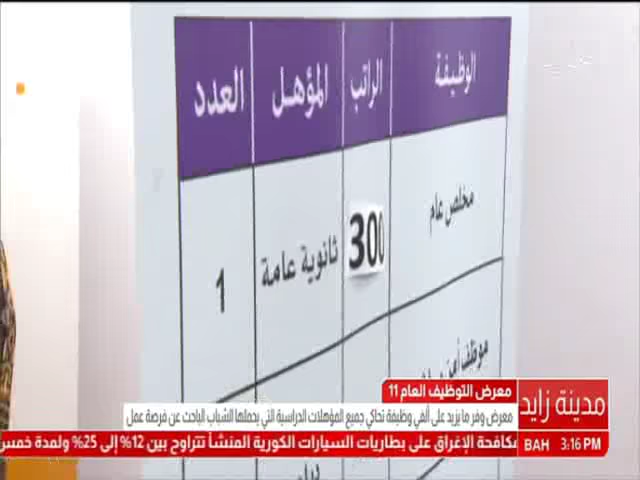 الوظيفة الراتب المؤهل العدد
مخلص عام 300 ثانوية عامة 1
موظف أمن
معرض التوظيف العام 11
مدينة زايد
معرض وفر ما يزيد على ألفي وظيفة تحاكي جميع المؤهلات الدراسية التي يحملها الشباب الباحث عن فرصة عمل
مكافحة الإغراق على بطاريات السيارات الكورية المنشأ تتراوح بين 12% إلى 25% ولمدة خمس
BAH 3:16 PM